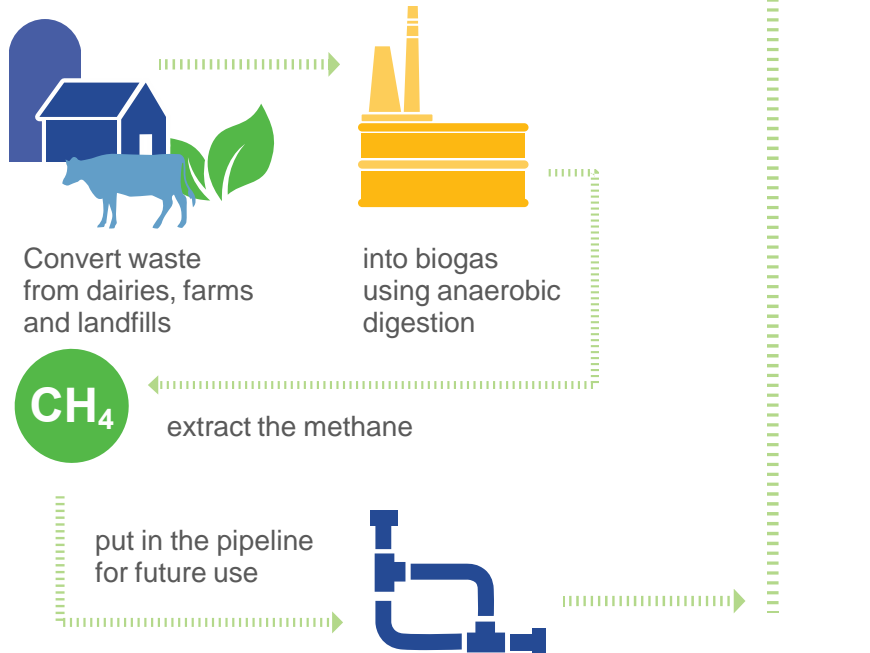 Convert waste
from dairies, farms
and landfills
into biogas
using anaerobic
digestion
CH₄
extract the methane
put in the pipeline
for future use